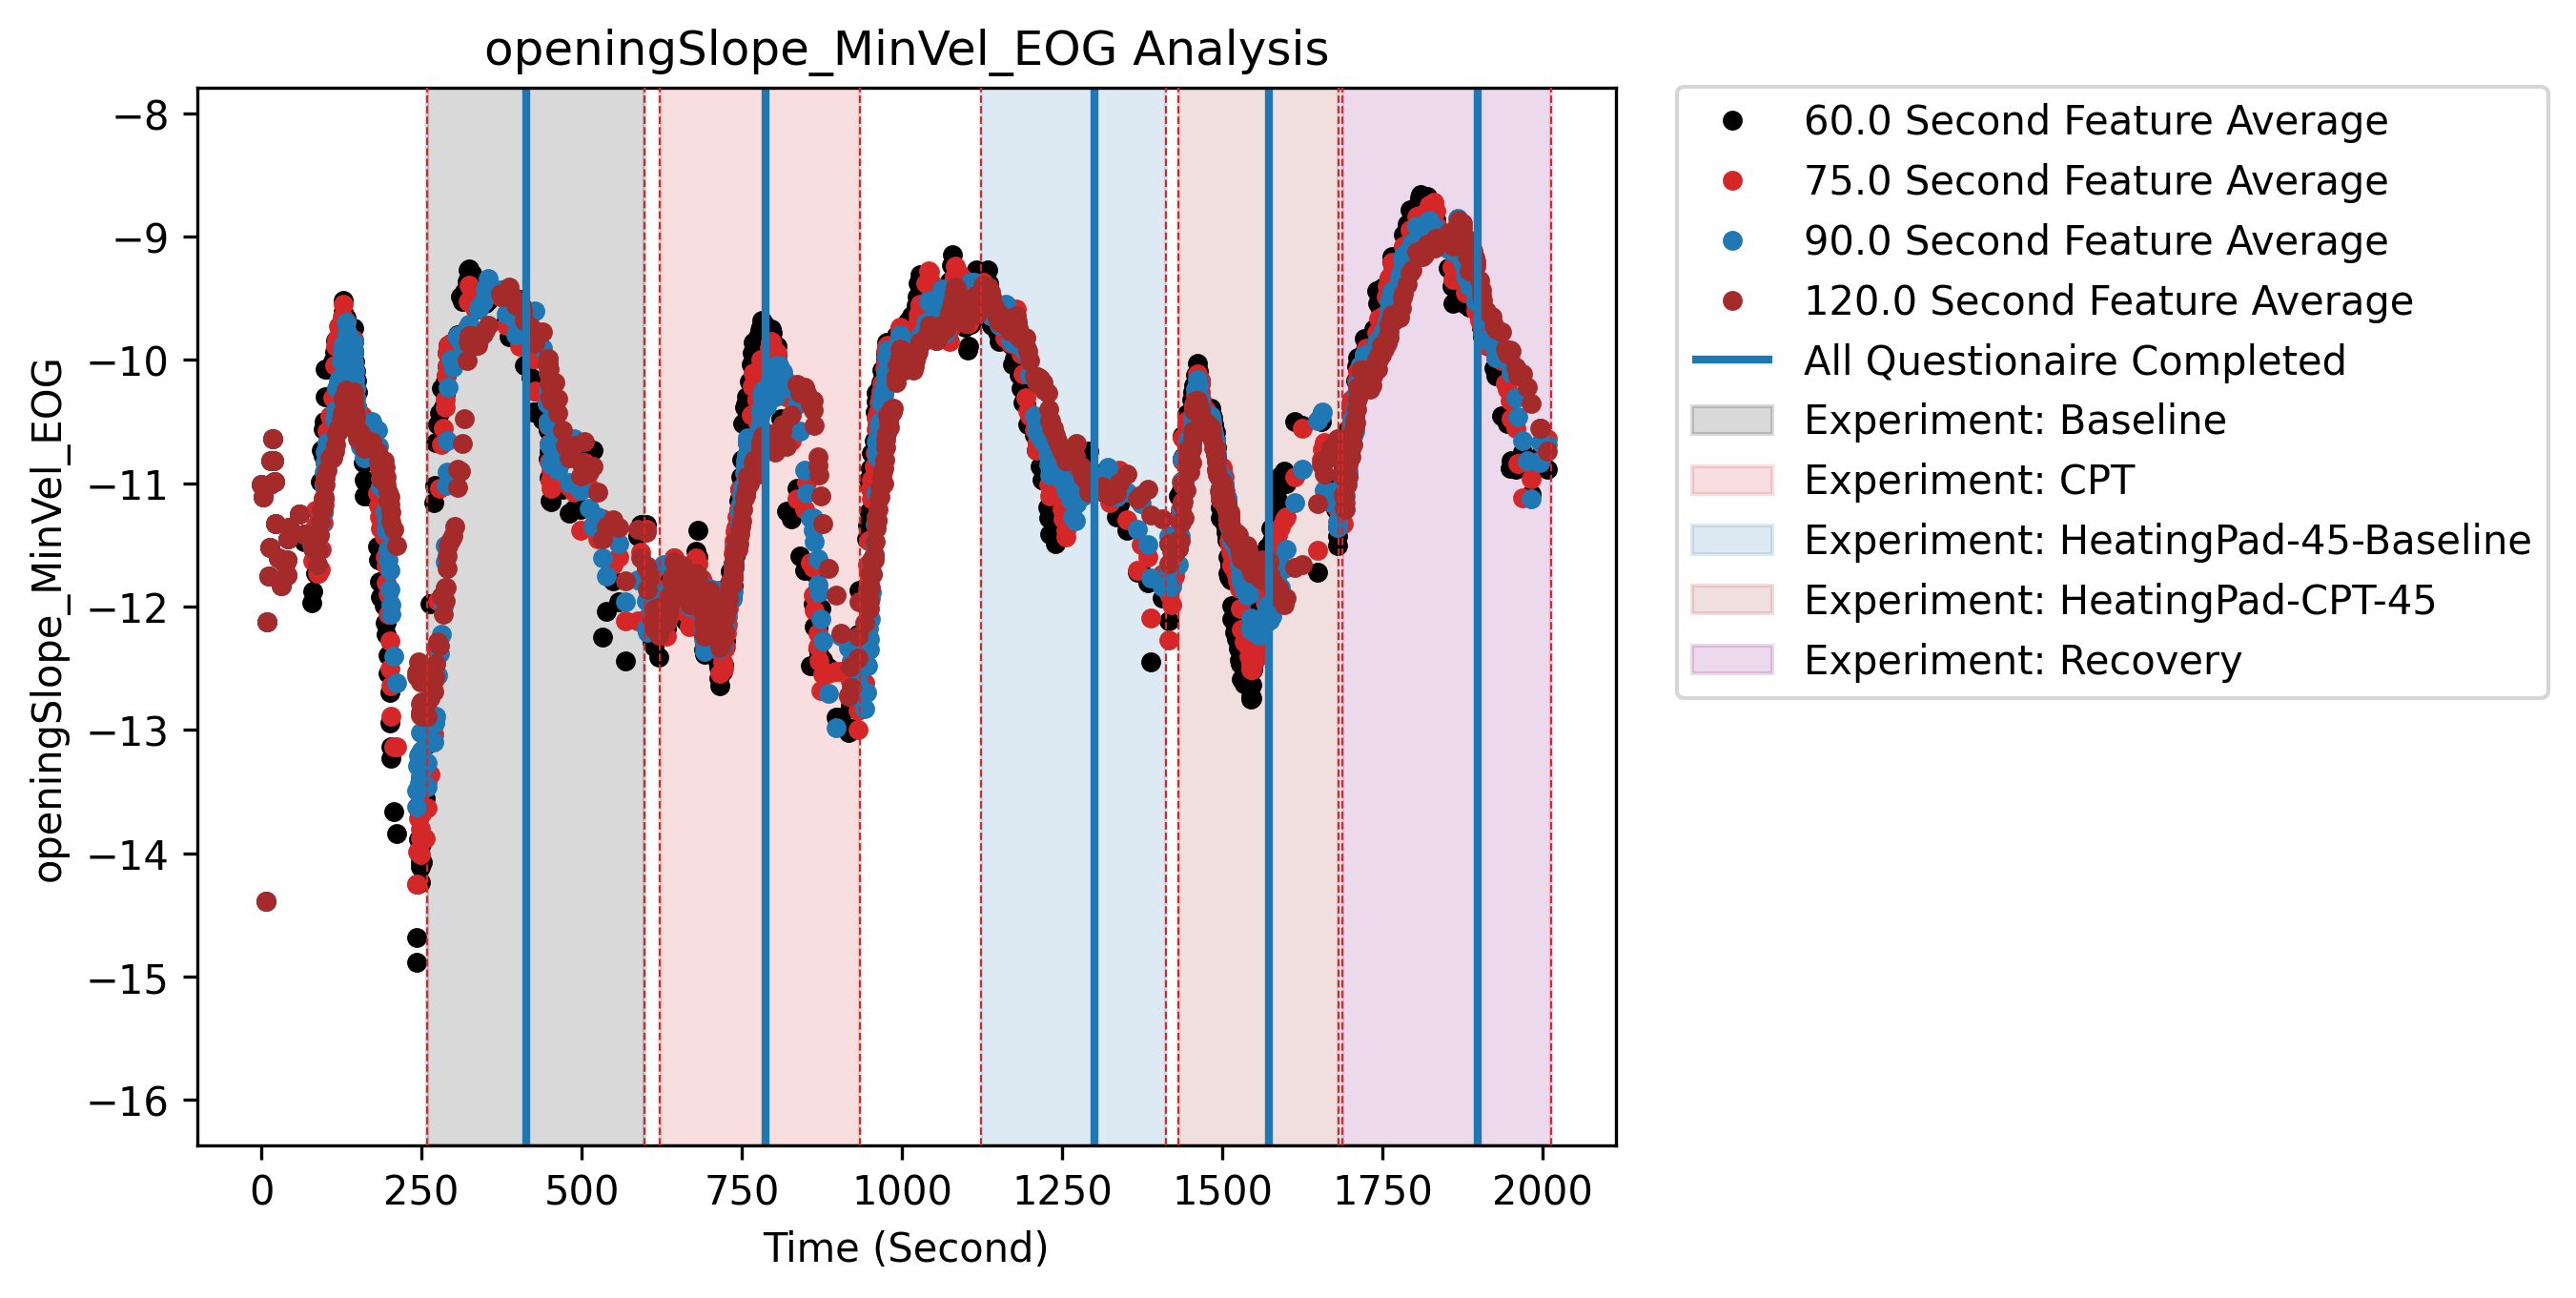 openingSlope_MinVel_EOG Analysis
openingSlope_MinVel_EOG
−8
−9
−10
−11
−12
−13
−14
−15
−16
0 250 500 750 1000 1250 1500 1750 2000
Time (Second)
60.0 Second Feature Average
75.0 Second Feature Average
90.0 Second Feature Average
120.0 Second Feature Average
All Questionaire Completed
Experiment: Baseline
Experiment: CPT
Experiment: HeatingPad-45-Baseline
Experiment: HeatingPad-CPT-45
Experiment: Recovery